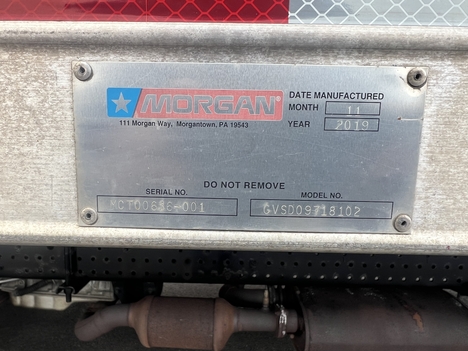 MORGAN
111 Morgan Way, Morgantown, PA 19543
DATE MANUFACTURED
MONTH 11
YEAR 2019
DO NOT REMOVE
SERIAL NO.
MODEL NO.
GVSD09718102